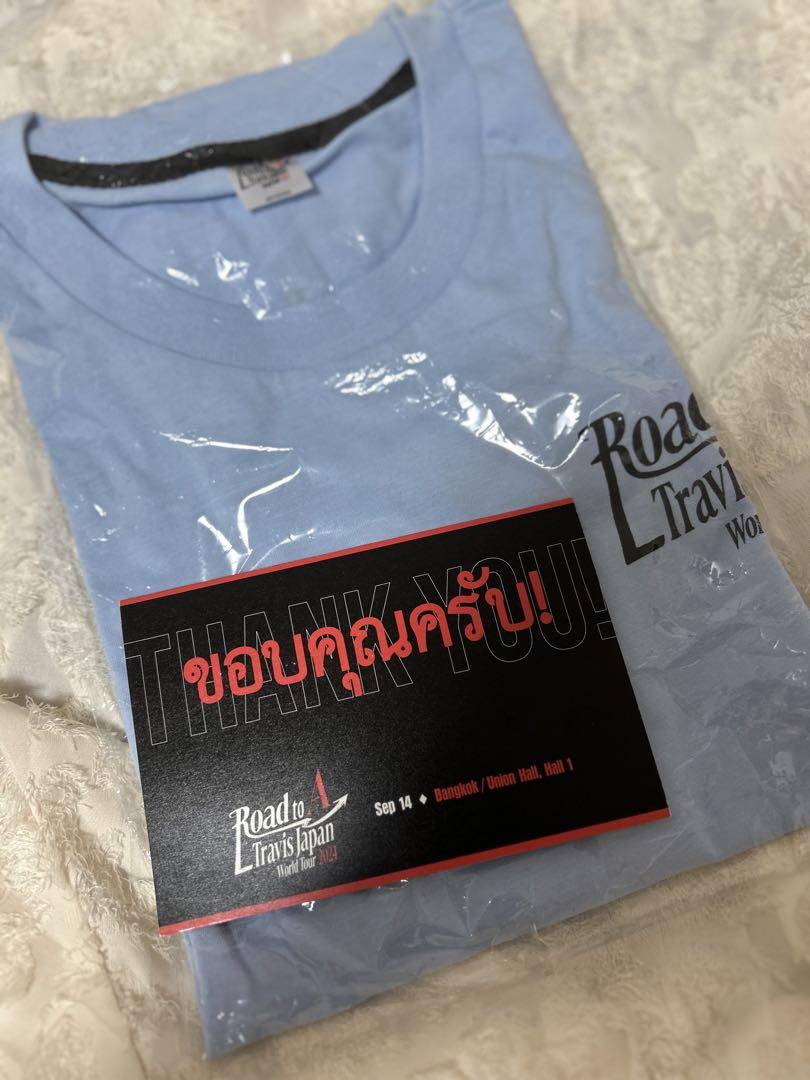 Road
Travi
Wor
THANK YOU!
ขอบคุณครับ!
Road to A
Travis Japan
World Tour 2024
Sep 14 ♦ Bangkok / Union Hall, Hall 1